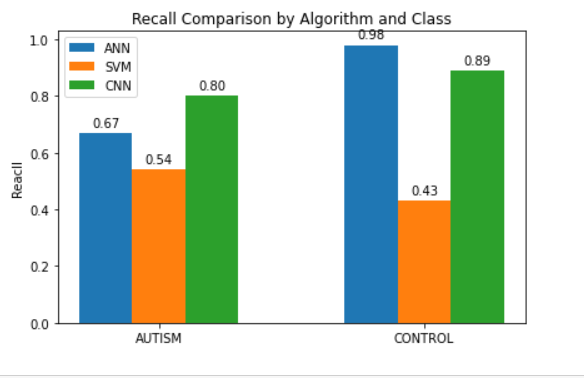 Recall Comparison by Algorithm and Class
ANN
SVM
CNN
Reacll
1.0
0.8
0.6
0.4
0.2
0.0
0.67
0.54
0.80
0.98
0.43
0.89
AUTISM
CONTROL